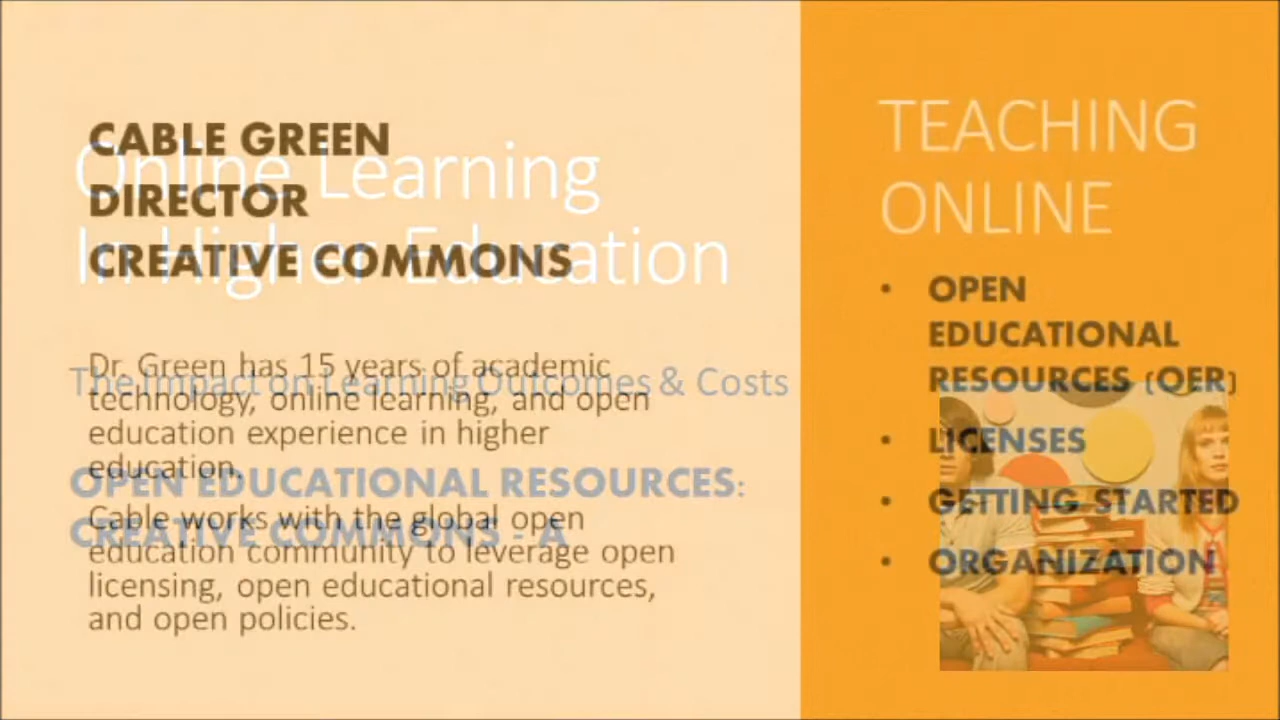 CABLE GREEN
DIRECTOR
CREATIVE COMMONS
Dr. Green has 15 years of academic
technology, online learning, and open
education experience in higher
education.
Cable works with the global open
education community to leverage open
licensing, open educational resources,
and open policies.
Online Learning
In Higher Education
The Impact on Learning Outcomes & Costs
OPEN EDUCATIONAL RESOURCES:
CREATIVE COMMONS - A
TEACHING
ONLINE
• OPEN
EDUCATIONAL
RESOURCES (OER)
• LICENSES
• GETTING STARTED
• ORGANIZATION